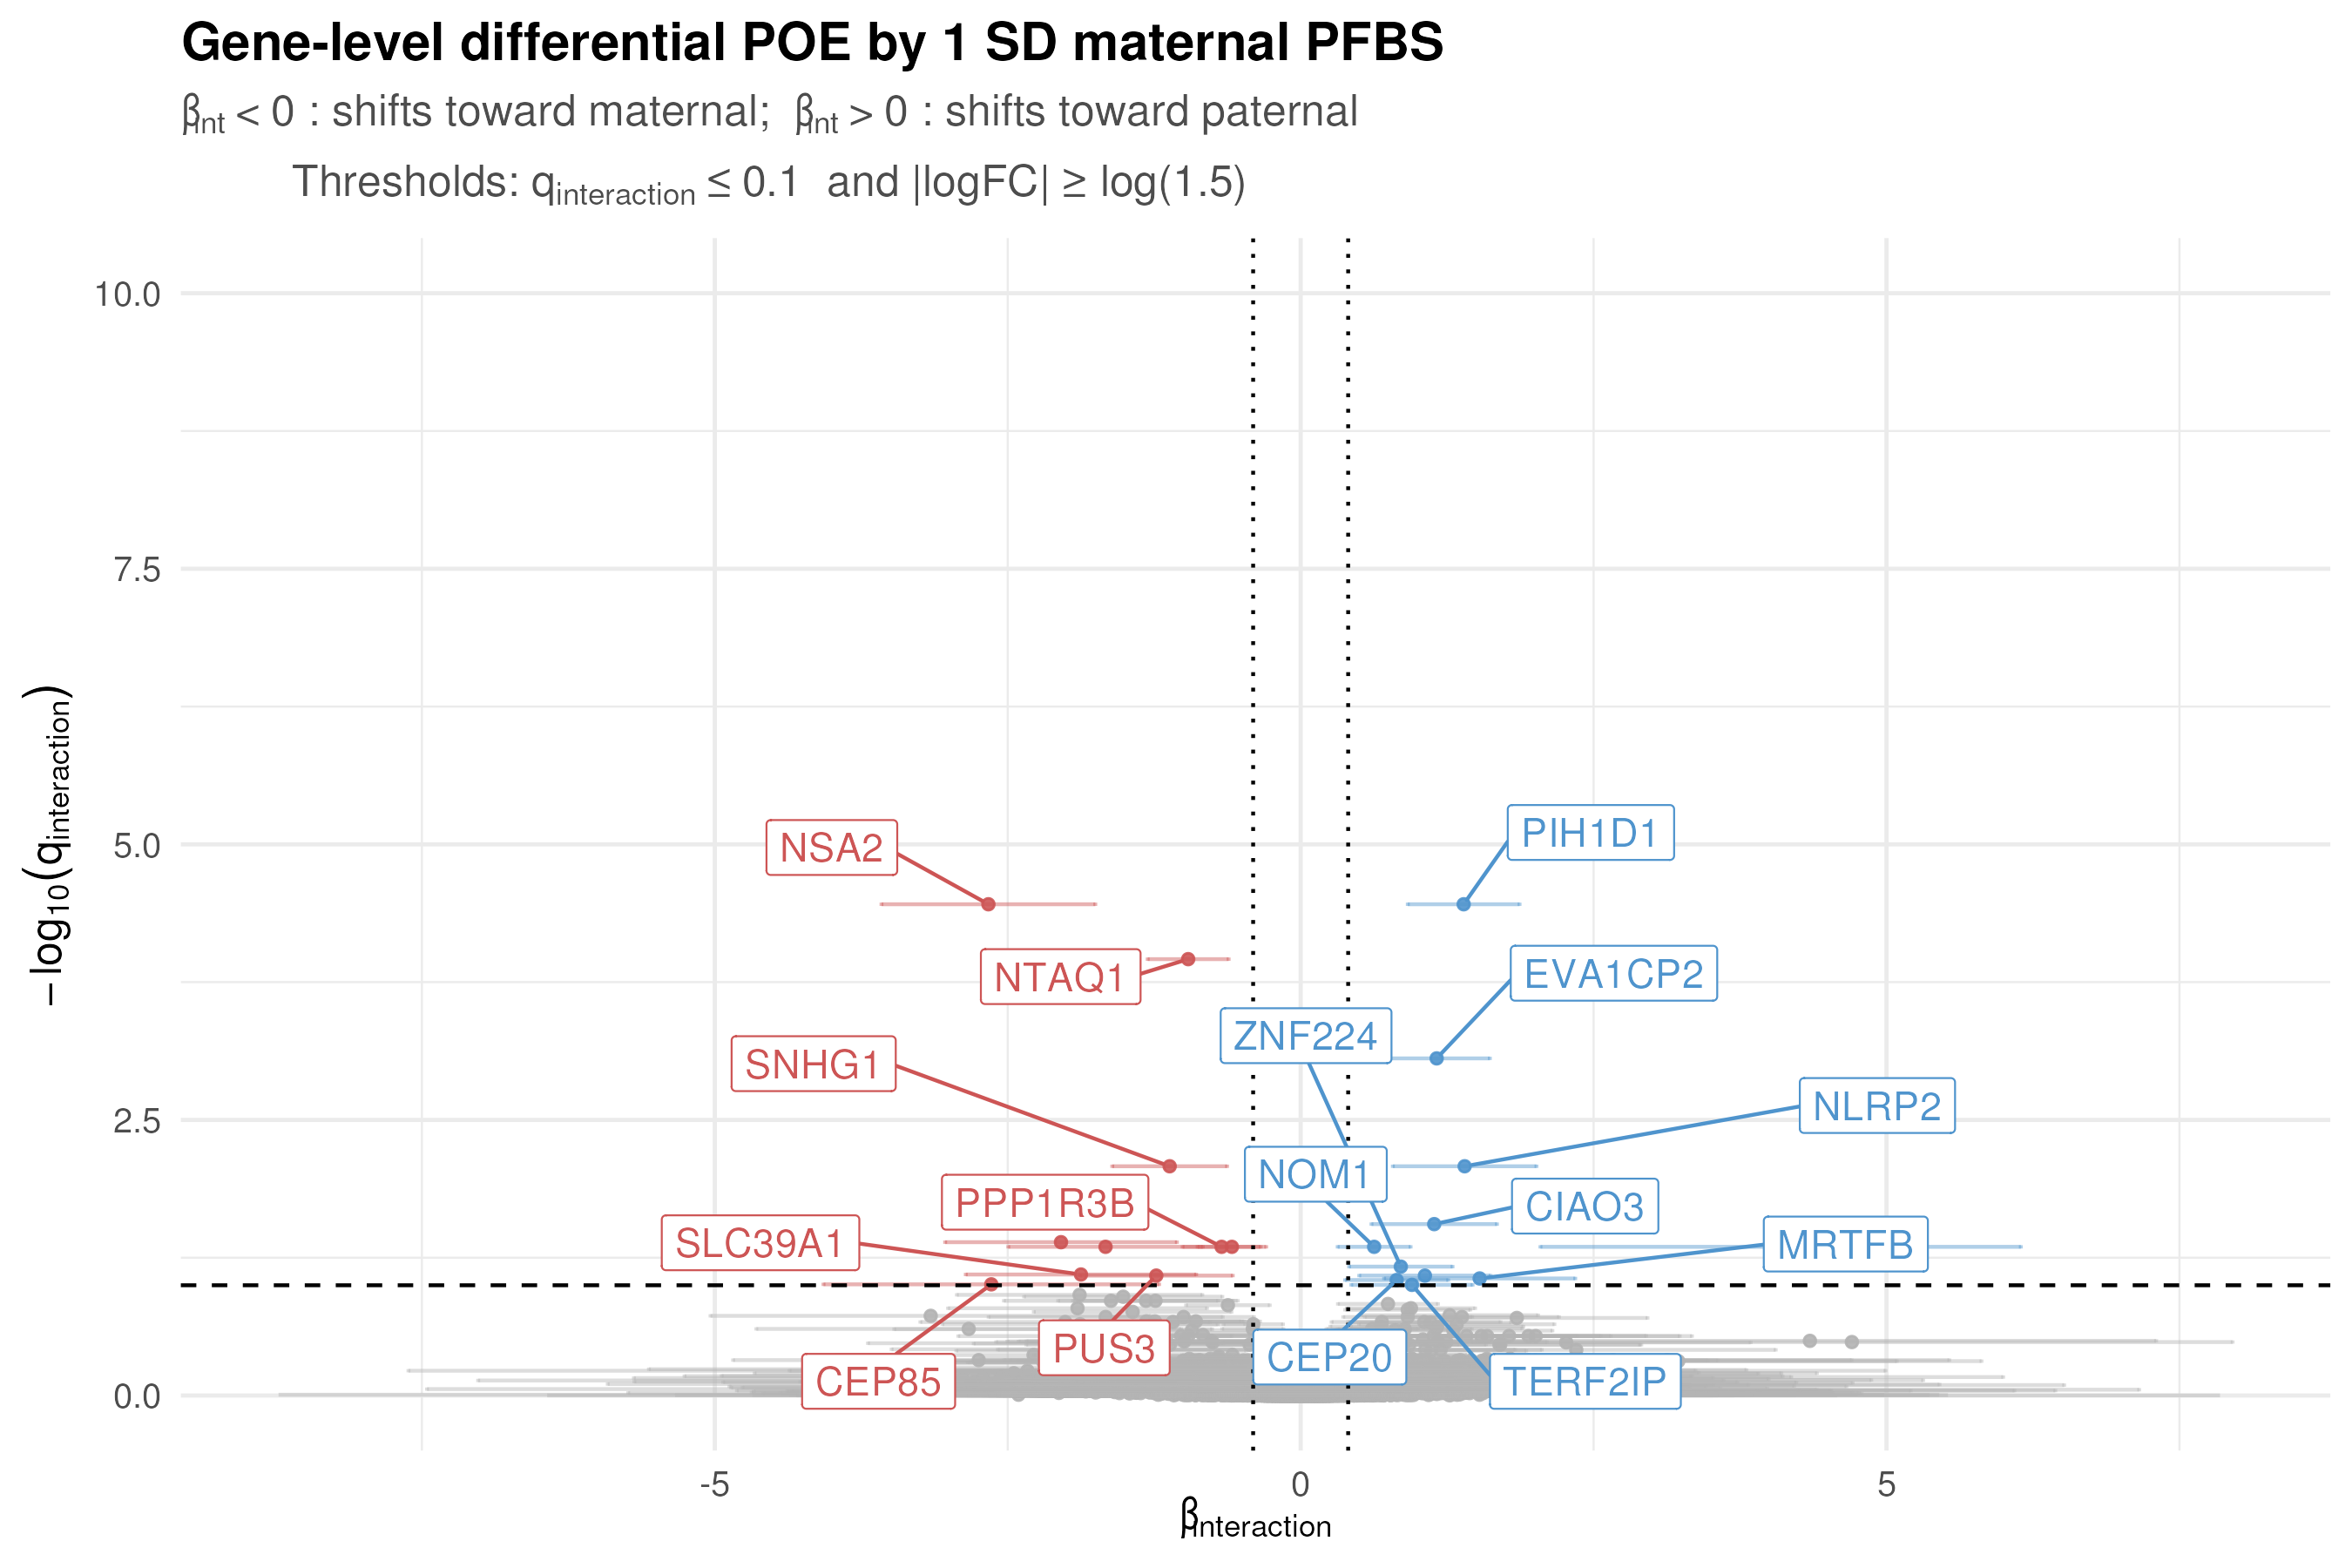 Gene-level differential POE by 1 SD maternal PFBS
βint < 0 : shifts toward maternal; βint > 0 : shifts toward paternal
Thresholds: qinteraction ≤ 0.1 and |logFC| ≥ log(1.5)
10.0
7.5
5.0
2.5
0.0
−log10(qinteraction)
PIH1D1
NSA2
EVA1CP2
NTAQ1
ZNF224
SNHG1
NLRP2
NOM1
PPP1R3B
CIAO3
SLC39A1
MRTFB
PUS3
CEP20
CEP85
TERF2IP
-5
0
5
βinteraction